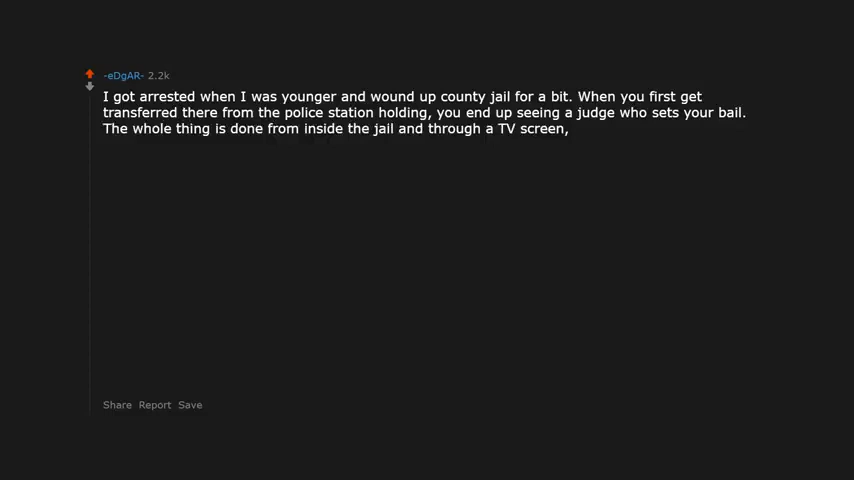 -eDgAR- 2.2k
I got arrested when I was younger and wound up county jail for a bit. When you first get
transferred there from the police station holding, you end up seeing a judge who sets your bail.
The whole thing is done from inside the jail and through a TV screen,
Share Report Save